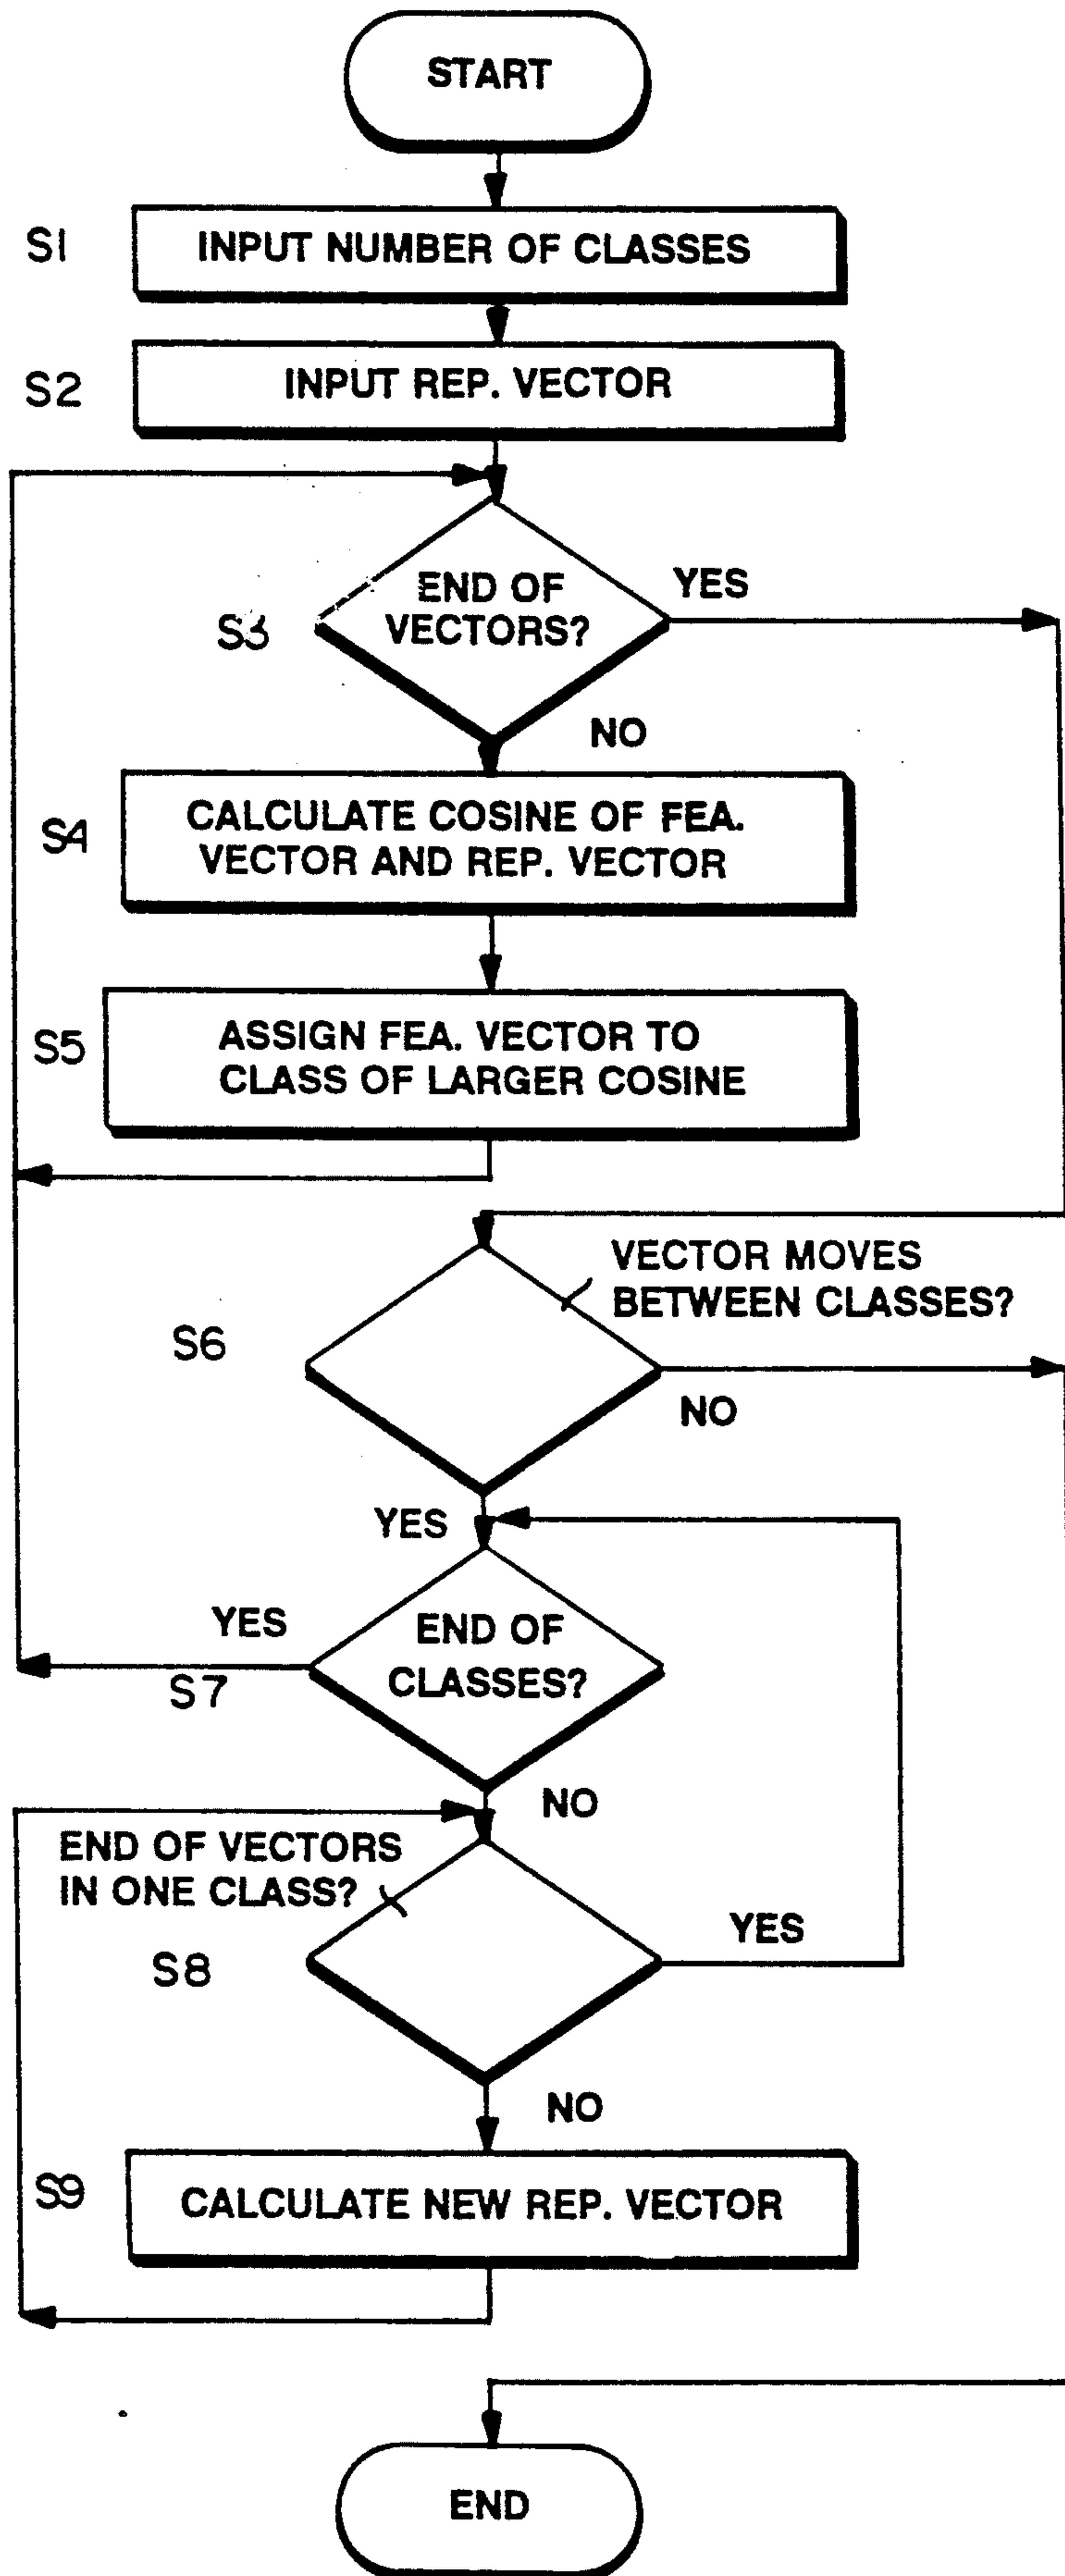 START
S1
INPUT NUMBER OF CLASSES
S2
INPUT REP. VECTOR
S3
END OF
VECTORS?
YES
NO
S4
CALCULATE COSINE OF FEA.
VECTOR AND REP. VECTOR
S5
ASSIGN FEA. VECTOR TO
CLASS OF LARGER COSINE
VECTOR MOVES
BETWEEN CLASSES?
S6
NO
YES
YES
END OF
CLASSES?
S7
NO
END OF VECTORS
IN ONE CLASS?
YES
S8
NO
S9
CALCULATE NEW REP. VECTOR
END